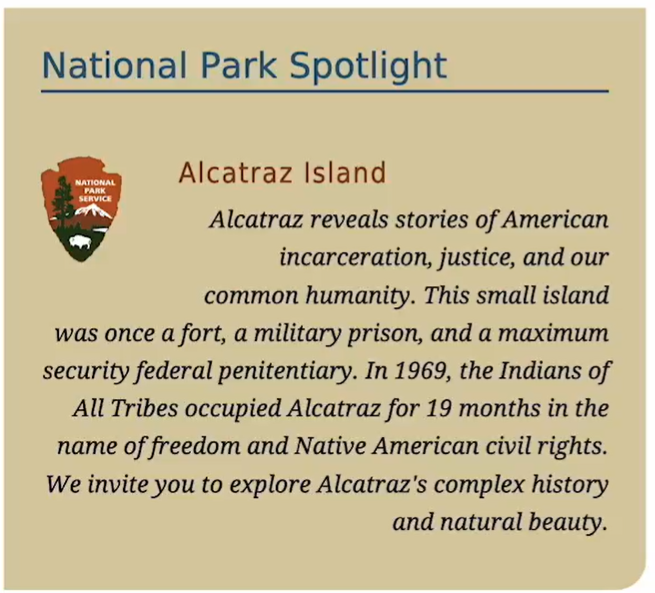 National Park Spotlight
NATIONAL
PARK
SERVICE
Alcatraz Island
Alcatraz reveals stories of American
incarceration, justice, and our
common humanity. This small island
was once a fort, a military prison, and a maximum
security federal penitentiary. In 1969, the Indians of
All Tribes occupied Alcatraz for 19 months in the
name of freedom and Native American civil rights.
We invite you to explore Alcatraz's complex history
and natural beauty.